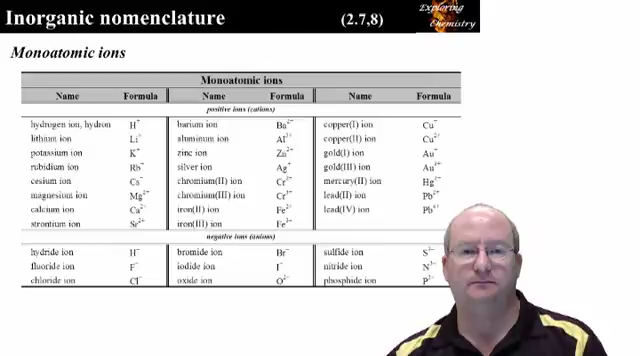 Inorganic nomenclature (2.7,8) Exploring Chemistry
Monoatomic ions
Monoatomic ions
Name Formula Name Formula Name Formula
positive ions (cations)
hydrogen ion, hydron H⁺ barium ion Ba²⁺ copper(I) ion Cu⁺
lithium ion Li⁺ aluminum ion Al³⁺ copper(II) ion Cu²⁺
potassium ion K⁺ zinc ion Zn²⁺ gold(I) ion Au⁺
rubidium ion Rb⁺ silver ion Ag⁺ gold(III) ion Au³⁺
cesium ion Cs⁺ chromium(II) ion Cr²⁺ mercury(II) ion Hg²⁺
magnesium ion Mg²⁺ chromium(III) ion Cr³⁺ lead(II) ion Pb²⁺
calcium ion Ca²⁺ iron(II) ion Fe²⁺ lead(IV) ion Pb⁴⁺
strontium ion Sr²⁺ iron(III) ion Fe³⁺
negative ions (anions)
hydride ion H⁻ bromide ion Br⁻ sulfide ion S²⁻
fluoride ion F⁻ iodide ion I⁻ nitride ion N³⁻
chloride ion Cl⁻ oxide ion O²⁻ phosphide ion P³⁻